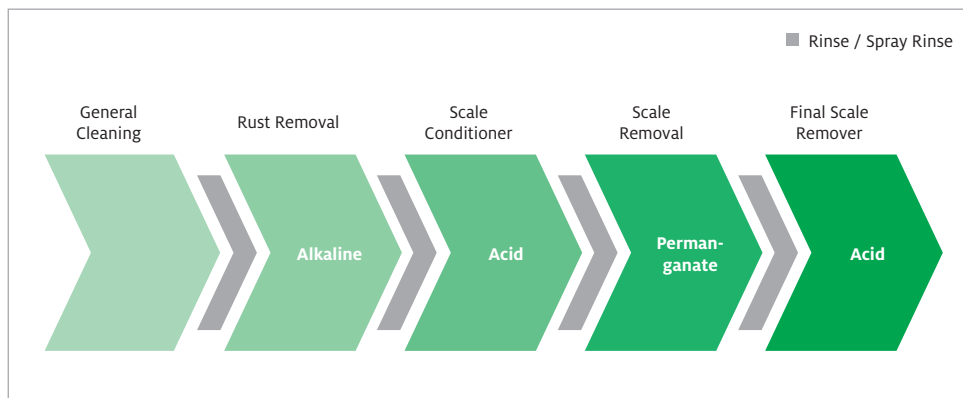 Rinse / Spray Rinse
General
Cleaning
Rust Removal
Scale
Conditioner
Scale
Removal
Final Scale
Remover
Alkaline
Acid
Perman-
ganate
Acid